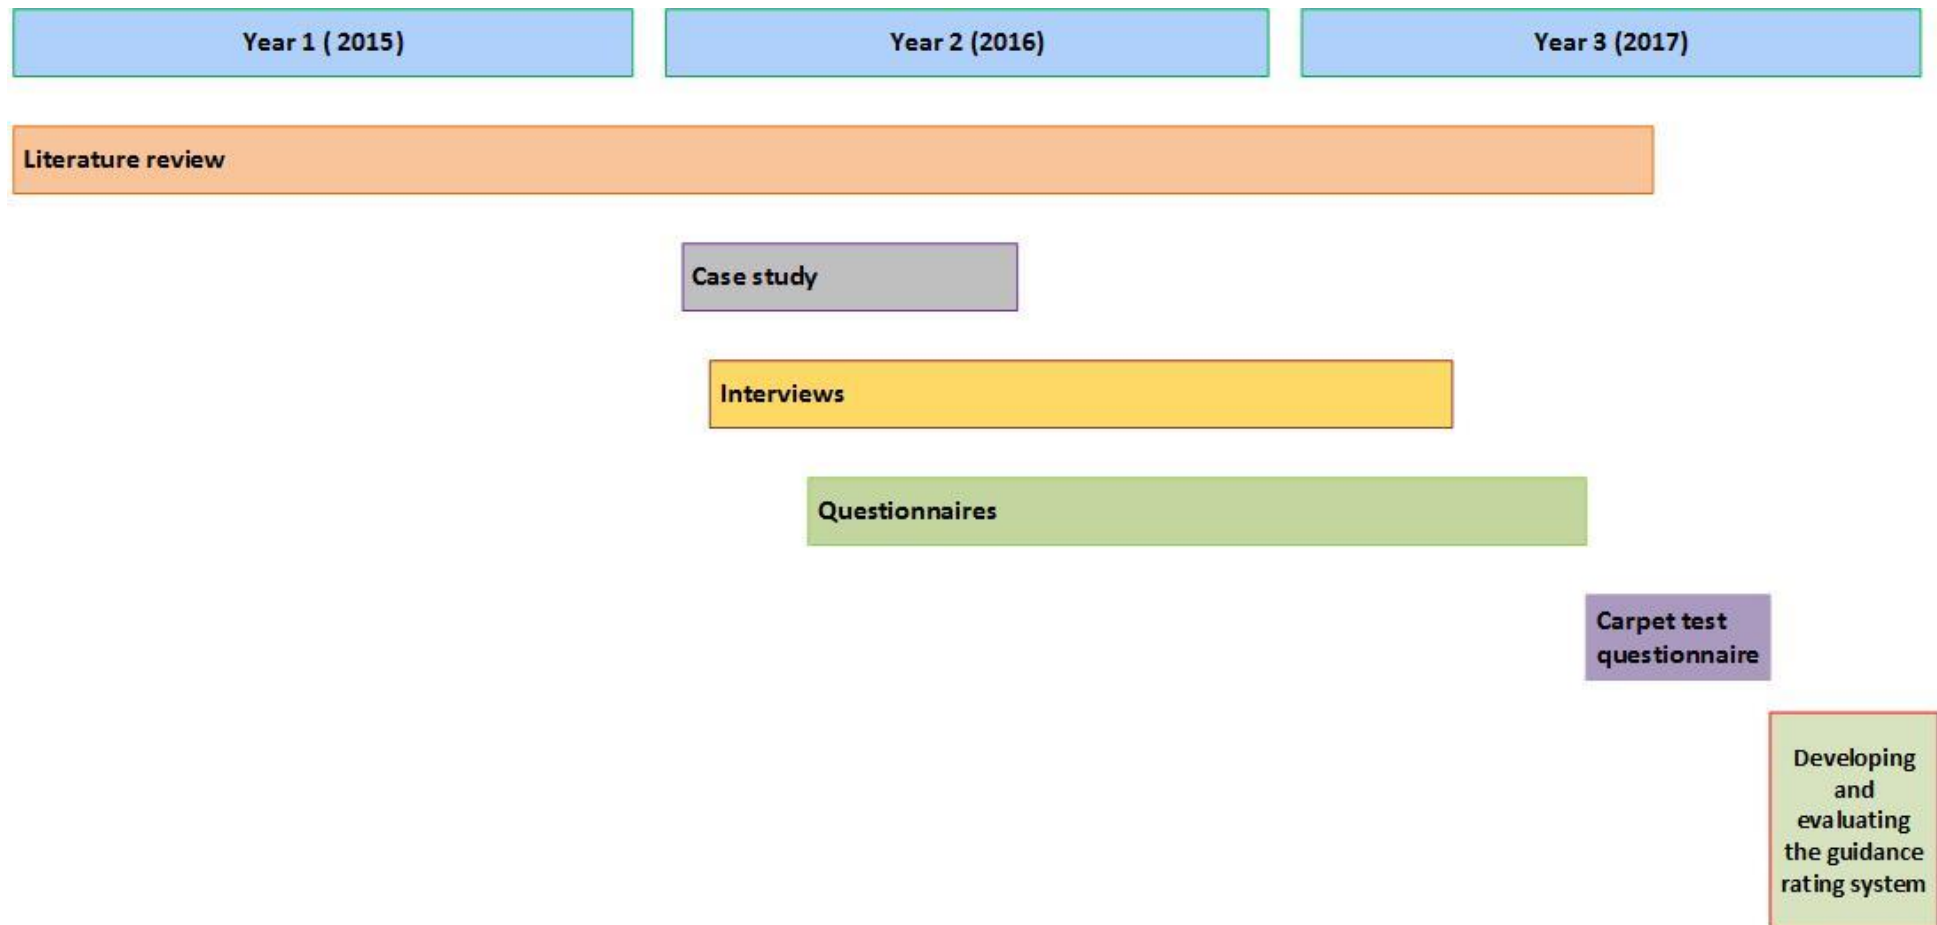 Year 1 ( 2015)
Year 2 (2016)
Year 3 (2017)
Literature review
Case study
Interviews
Questionnaires
Carpet test
questionnaire
Developing
and
evaluating
the guidance
rating system